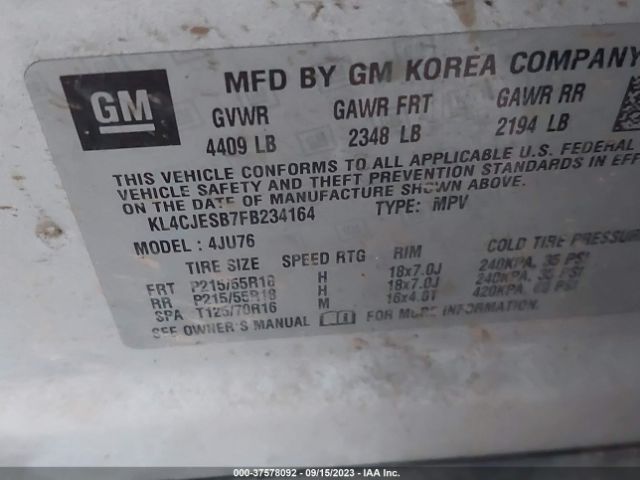 GM
MFD BY GM KOREA COMPANY
GVWR GAWR FRT GAWR RR
4409 LB 2348 LB 2194 LB
THIS VEHICLE CONFORMS TO ALL APPLICABLE U.S. FEDERAL
VEHICLE SAFETY AND THEFT PREVENTION STANDARDS IN EFF
ON THE DATE OF MANUFACTURE SHOWN ABOVE.
KL4CJESB7FB234164 TYPE: MPV
MODEL : 4JU76
TIRE SIZE SPEED RTG RIM COLD TIRE PRESSUR
FRT P215/55R18 H 18x7.0J 240KPA, 35 PSI
RR P215/55R18 H 18x7.0J 240KPA, 35 PSI
SPA T125/70R16 M 16x4.0T 420KPA, 60 PSI
SEE OWNER'S MANUAL FOR MORE INFORMATION.
000-37578092 - 09/15/2023 - IAA Inc.